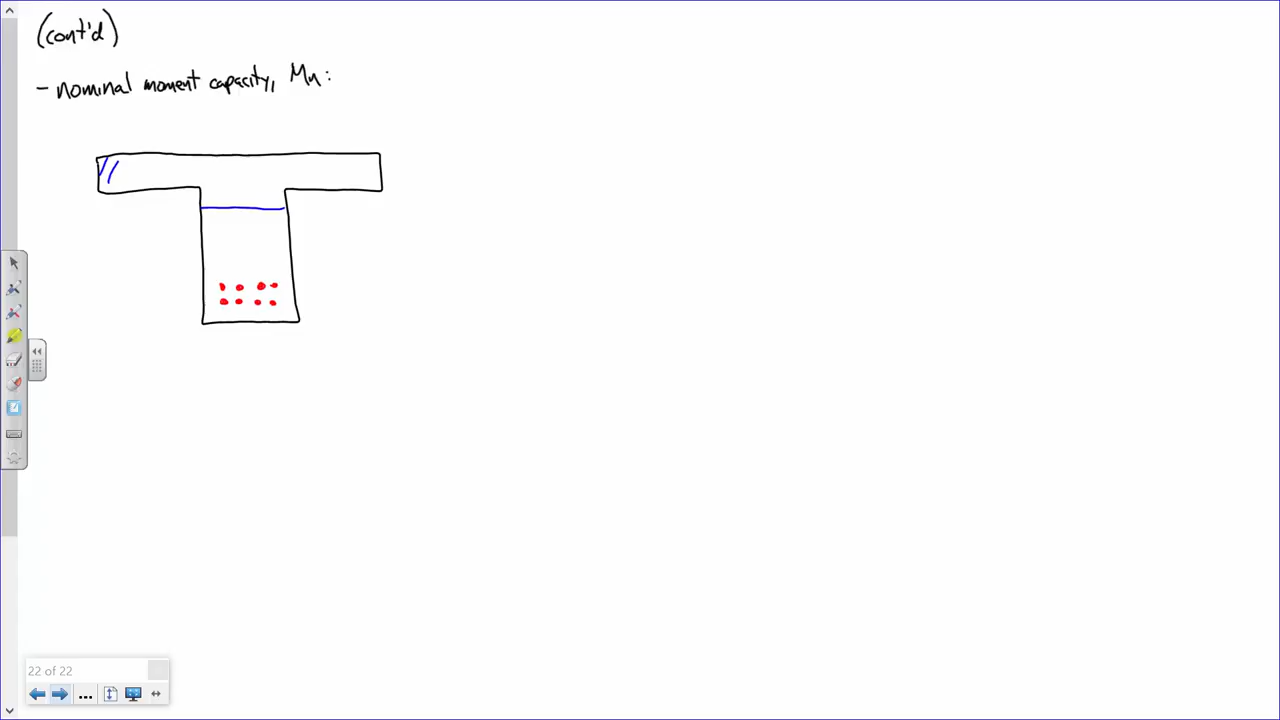 (cont'd)
- nominal moment capacity, Mn:
22 of 22
...